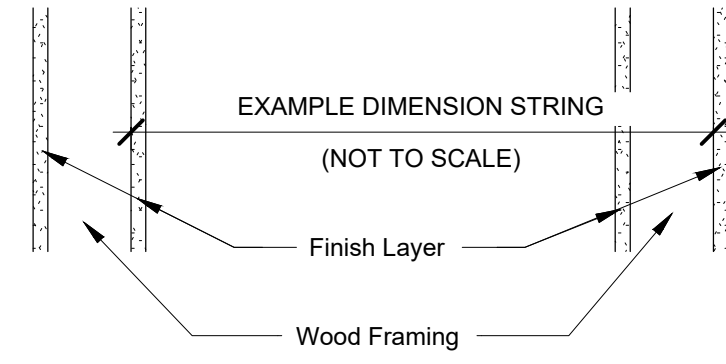 EXAMPLE DIMENSION STRING
(NOT TO SCALE)
Finish Layer
Wood Framing